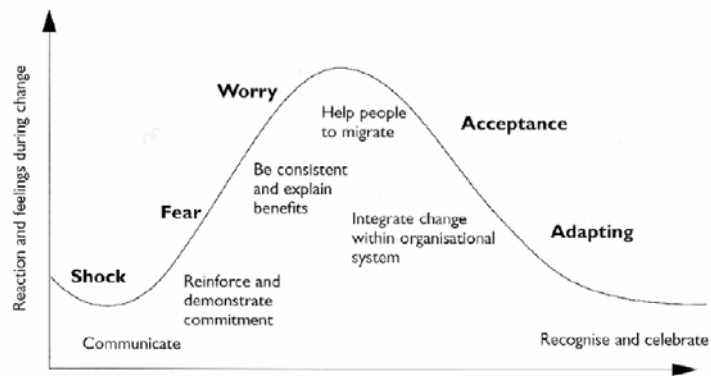 Reaction and feelings during change
Worry
Help people
to migrate
Acceptance
Be consistent
and explain
benefits
Fear
Integrate change
within organisational
system
Adapting
Shock
Reinforce and
demonstrate
commitment
Communicate
Recognise and celebrate